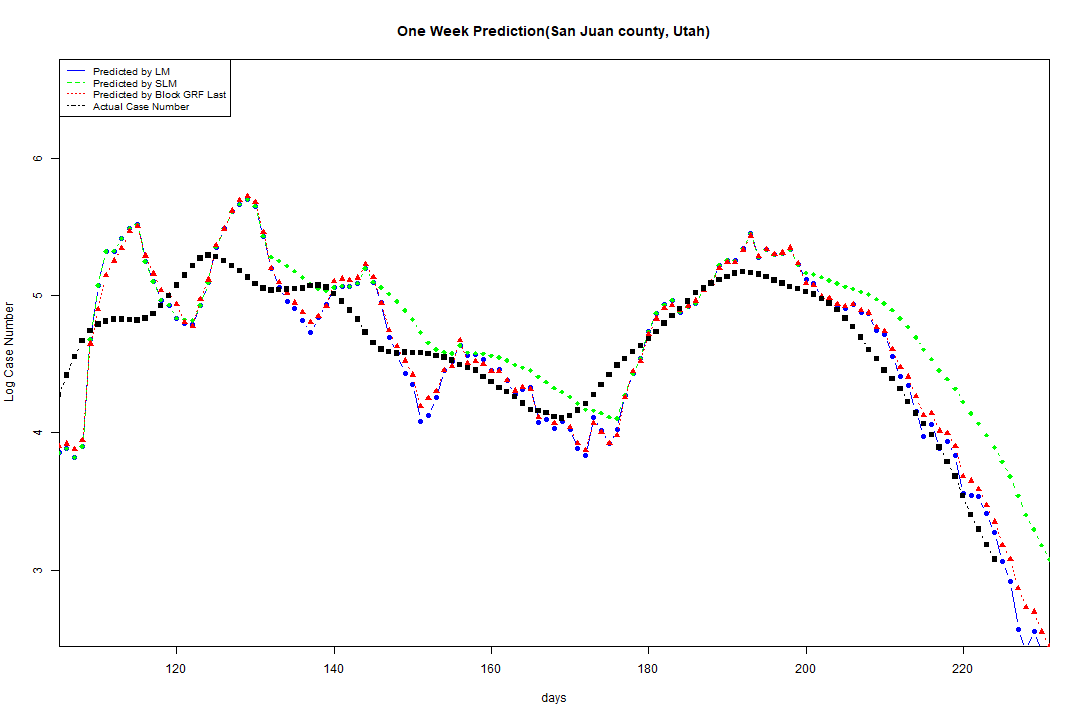 One Week Prediction(San Juan county, Utah)
Predicted by LM
Predicted by SLM
Predicted by Block GRF Last
Actual Case Number
6
5
4
3
Log Case Number
120 140 160 180 200 220
days